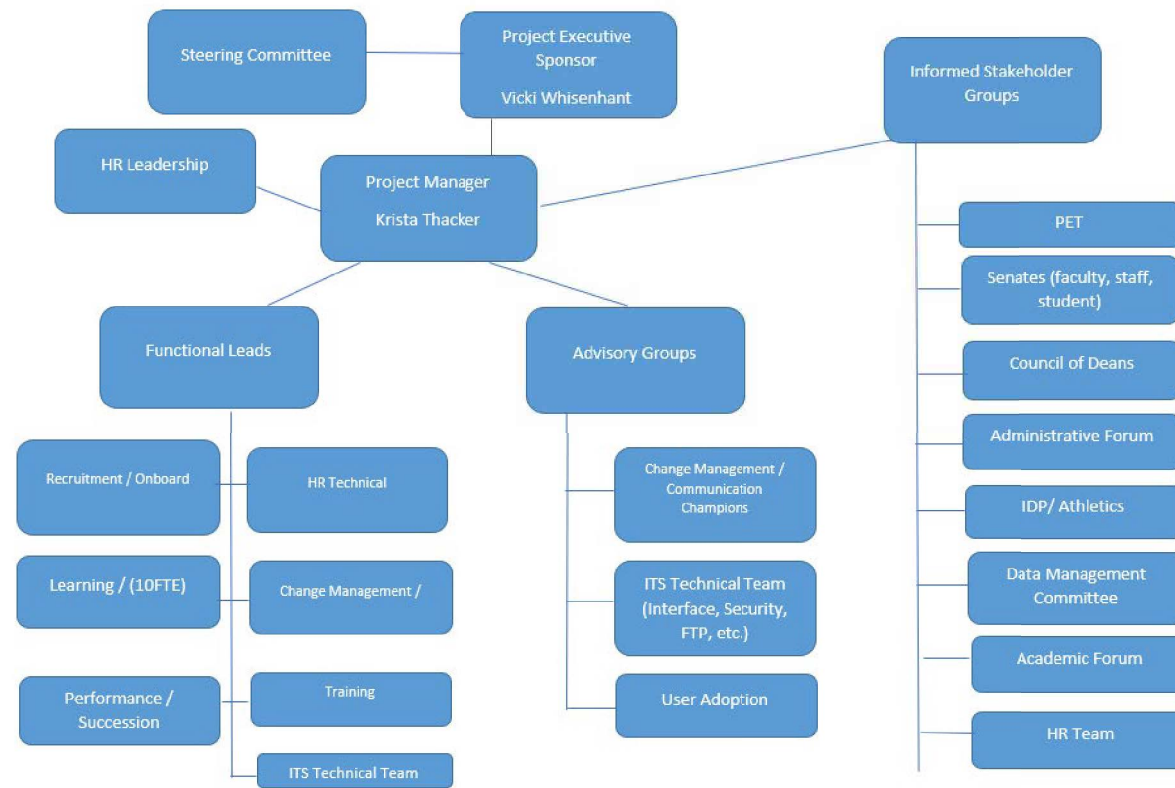 Steering Committee
Project Executive
Sponsor
Vicki Whisenhant
Informed Stakeholder
Groups
HR Leadership
Project Manager
Krista Thacker
Functional Leads
Advisory Groups
Recruitment / Onboard
HR Technical
Learning / (10FTE)
Change Management /
Performance /
Succession
Training
ITS Technical Team
Change Management /
Communication
Champions
ITS Technical Team
(Interface, Security,
FTP, etc.)
User Adoption
PET
Senates (faculty, staff,
student)
Council of Deans
Administrative Forum
IDP/ Athletics
Data Management
Committee
Academic Forum
HR Team